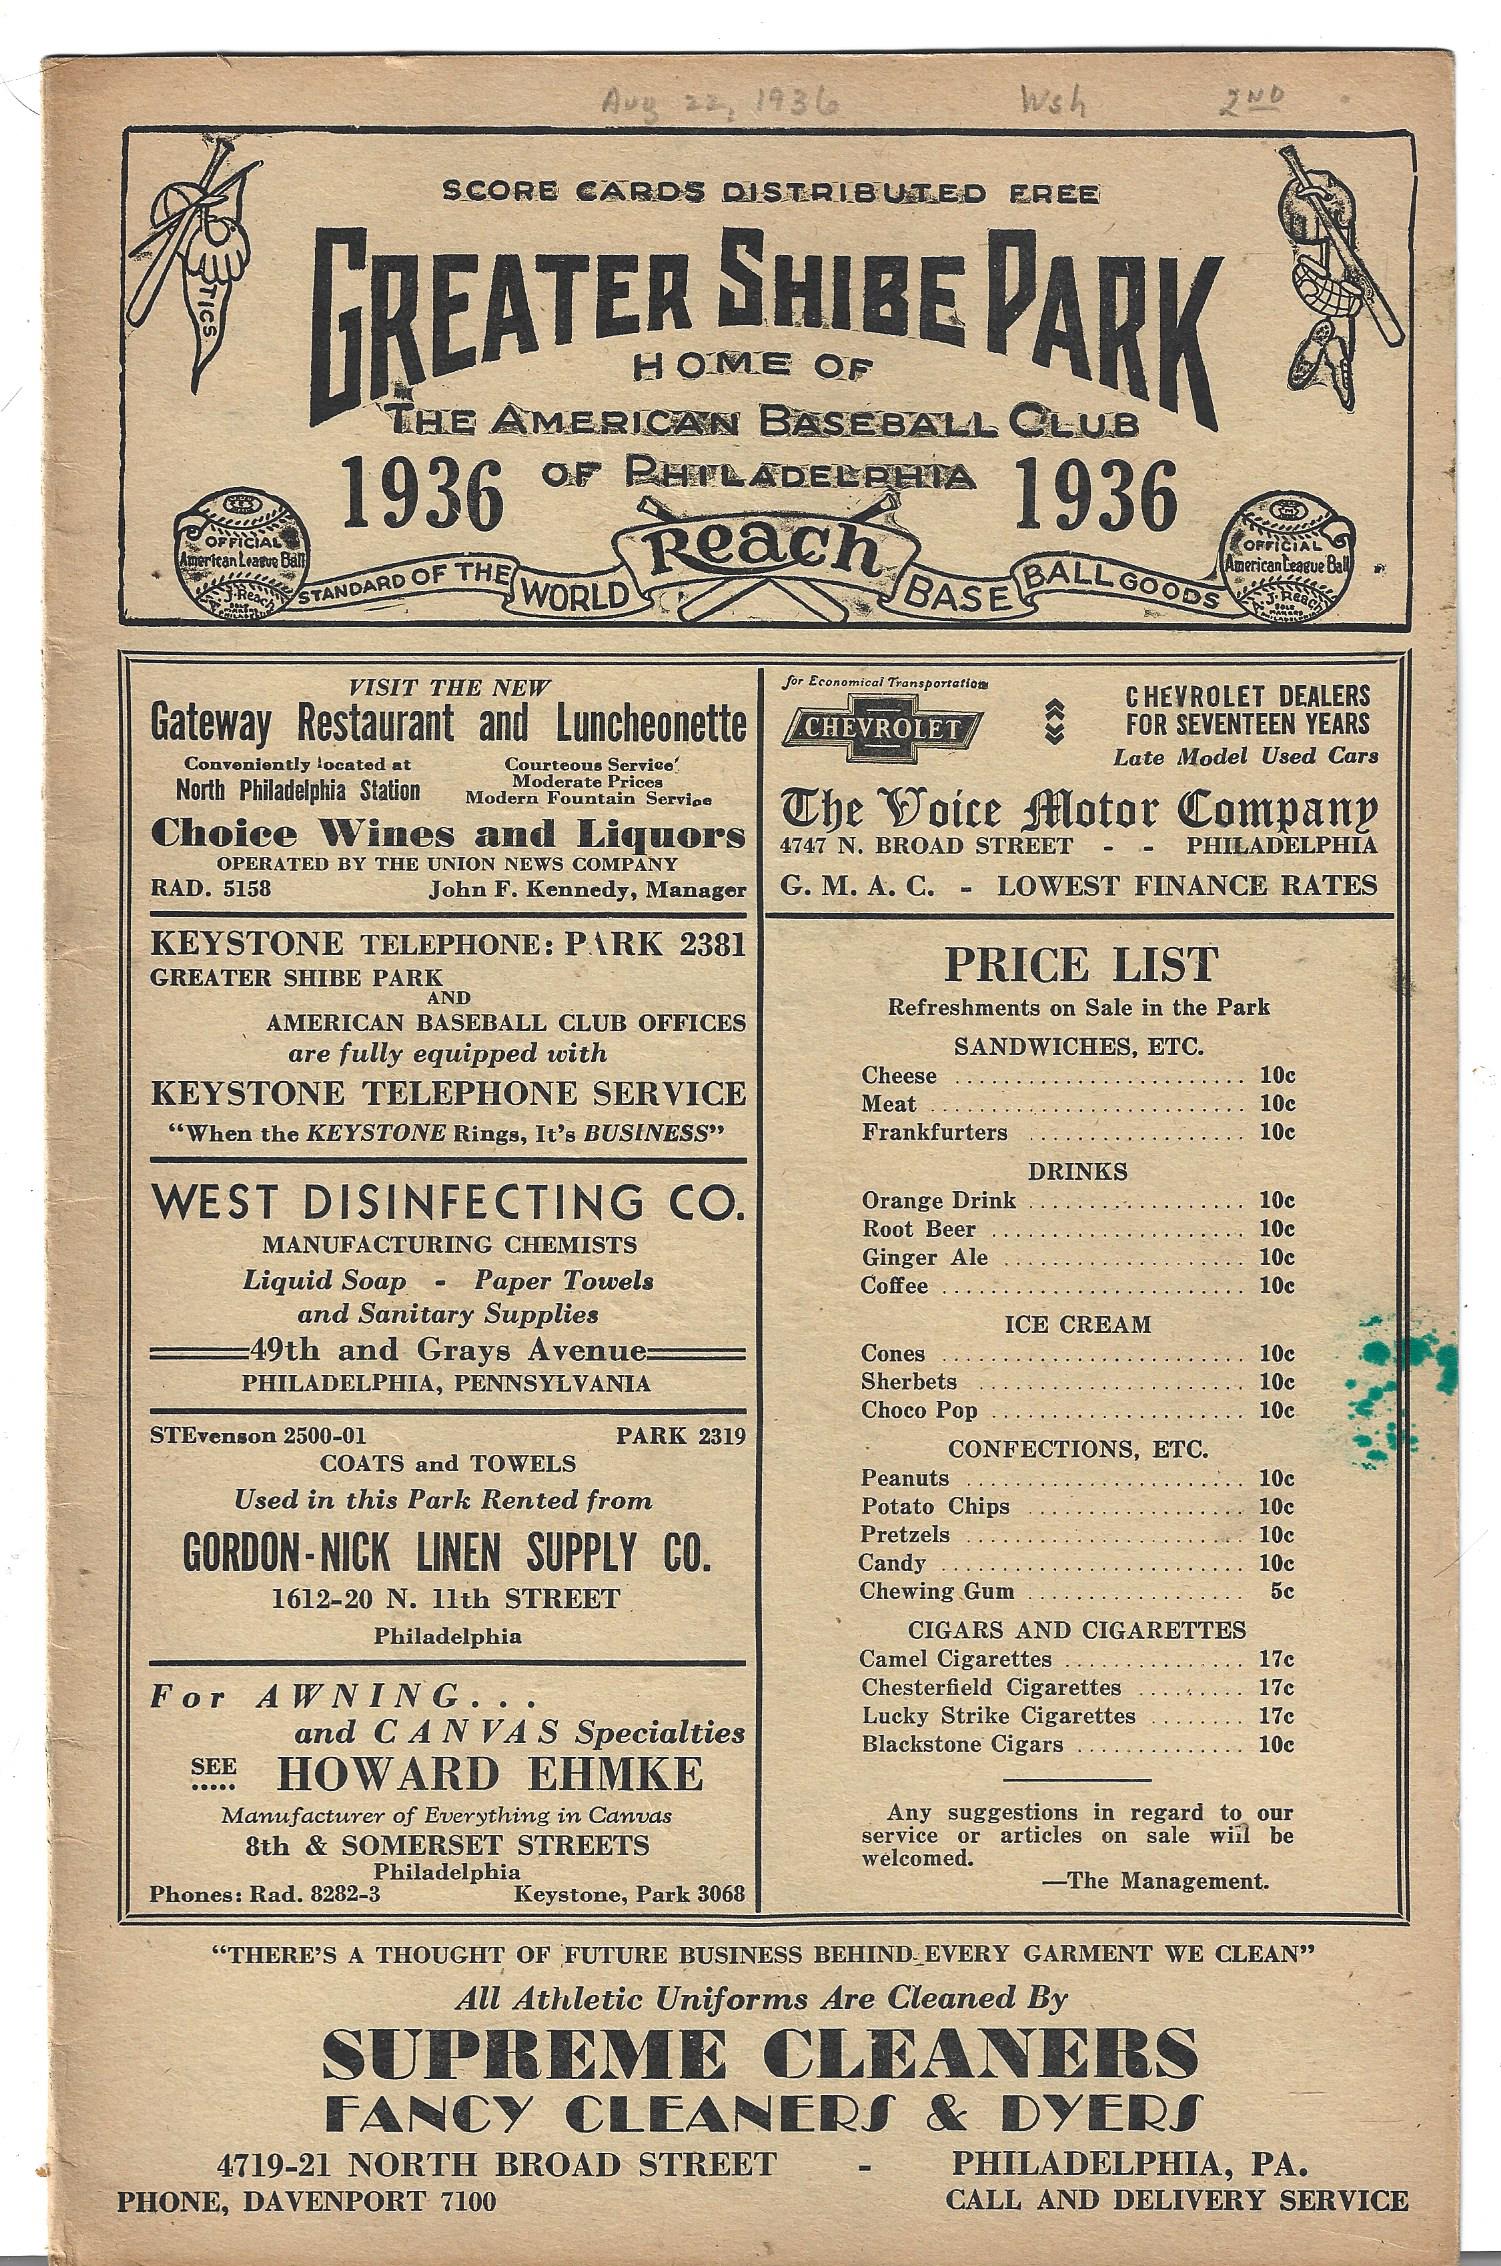 Aug 22, 1936 Wsh 2ND
SCORE CARDS DISTRIBUTED FREE
GREATER SHIBE PARK
HOME OF
THE AMERICAN BASEBALL CLUB
1936 OF PHILADELPHIA 1936
TICS
OFFICIAL
American League Ball
A.J. Reach
SOLE
MAKERS
PHILADELPHIA
STANDARD OF THE WORLD Reach BASE BALL GOODS
OFFICIAL
American League Ball
A.J. Reach
SOLE
MAKERS
PHILADELPHIA
VISIT THE NEW
Gateway Restaurant and Luncheonette
Conveniently located at
North Philadelphia Station
Courteous Service
Moderate Prices
Modern Fountain Service
Choice Wines and Liquors
OPERATED BY THE UNION NEWS COMPANY
RAD. 5158 John F. Kennedy, Manager
KEYSTONE TELEPHONE: PARK 2381
GREATER SHIBE PARK
AND
AMERICAN BASEBALL CLUB OFFICES
are fully equipped with
KEYSTONE TELEPHONE SERVICE
"When the KEYSTONE Rings, It's BUSINESS"
WEST DISINFECTING CO.
MANUFACTURING CHEMISTS
Liquid Soap - Paper Towels
and Sanitary Supplies
49th and Grays Avenue
PHILADELPHIA, PENNSYLVANIA
STEvenson 2500-01 PARK 2319
COATS and TOWELS
Used in this Park Rented from
GORDON-NICK LINEN SUPPLY CO.
1612-20 N. 11th STREET
Philadelphia
For AWNING...
and CANVAS Specialties
SEE HOWARD EHMKE
Manufacturer of Everything in Canvas
8th & SOMERSET STREETS
Philadelphia
Phones: Rad. 8282-3 Keystone, Park 3068
for Economical Transportation
CHEVROLET
CHEVROLET DEALERS
FOR SEVENTEEN YEARS
Late Model Used Cars
The Voice Motor Company
4747 N. BROAD STREET - - PHILADELPHIA
G. M. A. C. - LOWEST FINANCE RATES
PRICE LIST
Refreshments on Sale in the Park
SANDWICHES, ETC.
Cheese ........................ 10c
Meat .......................... 10c
Frankfurters .................. 10c
DRINKS
Orange Drink .................. 10c
Root Beer ..................... 10c
Ginger Ale .................... 10c
Coffee ......................... 10c
ICE CREAM
Cones ......................... 10c
Sherbets ...................... 10c
Choco Pop ..................... 10c
CONFECTIONS, ETC.
Peanuts ....................... 10c
Potato Chips .................. 10c
Pretzels ....................... 10c
Candy ......................... 10c
Chewing Gum .................. 5c
CIGARS AND CIGARETTES
Camel Cigarettes ............... 17c
Chesterfield Cigarettes ......... 17c
Lucky Strike Cigarettes ........ 17c
Blackstone Cigars .............. 10c
Any suggestions in regard to our
service or articles on sale will be
welcomed.
—The Management.
"THERE'S A THOUGHT OF FUTURE BUSINESS BEHIND EVERY GARMENT WE CLEAN"
All Athletic Uniforms Are Cleaned By
SUPREME CLEANERS
FANCY CLEANERS & DYERS
4719-21 NORTH BROAD STREET - PHILADELPHIA, PA.
PHONE, DAVENPORT 7100 CALL AND DELIVERY SERVICE